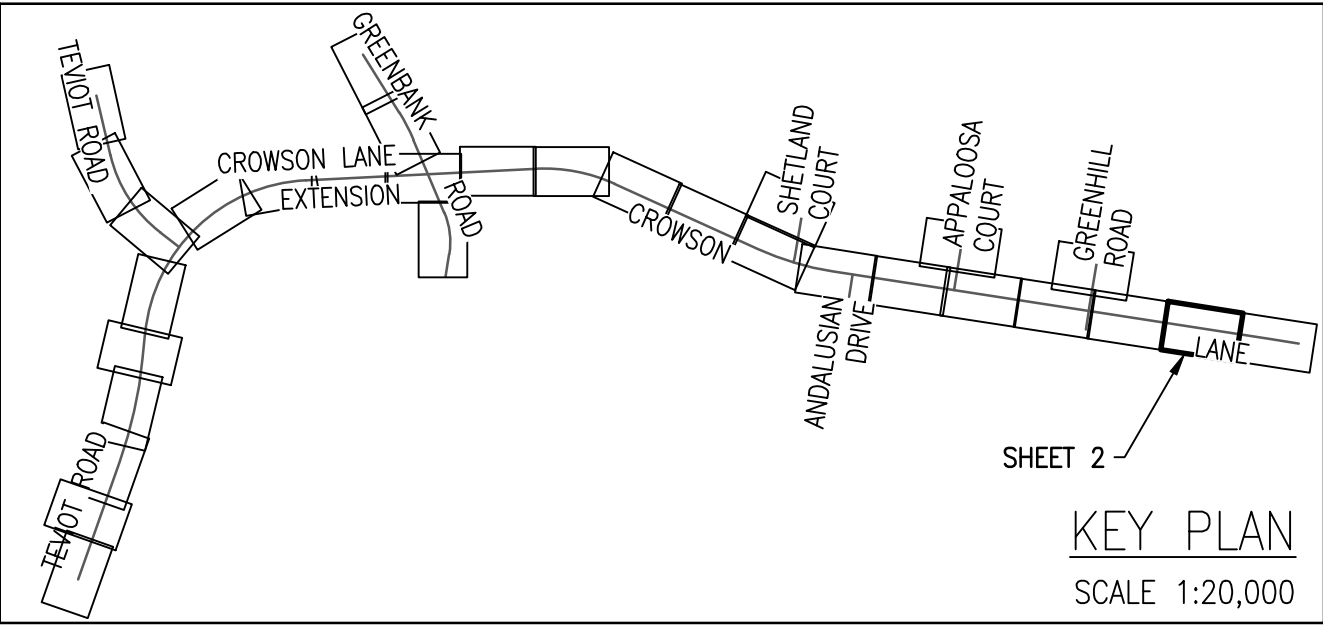 TEVIOT ROAD
GREENBANK
ROAD
CROWSON LANE
EXTENSION
CROWSON
SHETLAND
COURT
APPALOOSA
COURT
GREENHILL
ROAD
ANDALUSIAN
DRIVE
LANE
SHEET 2
TEVIOT ROAD
KEY PLAN
SCALE 1:20,000